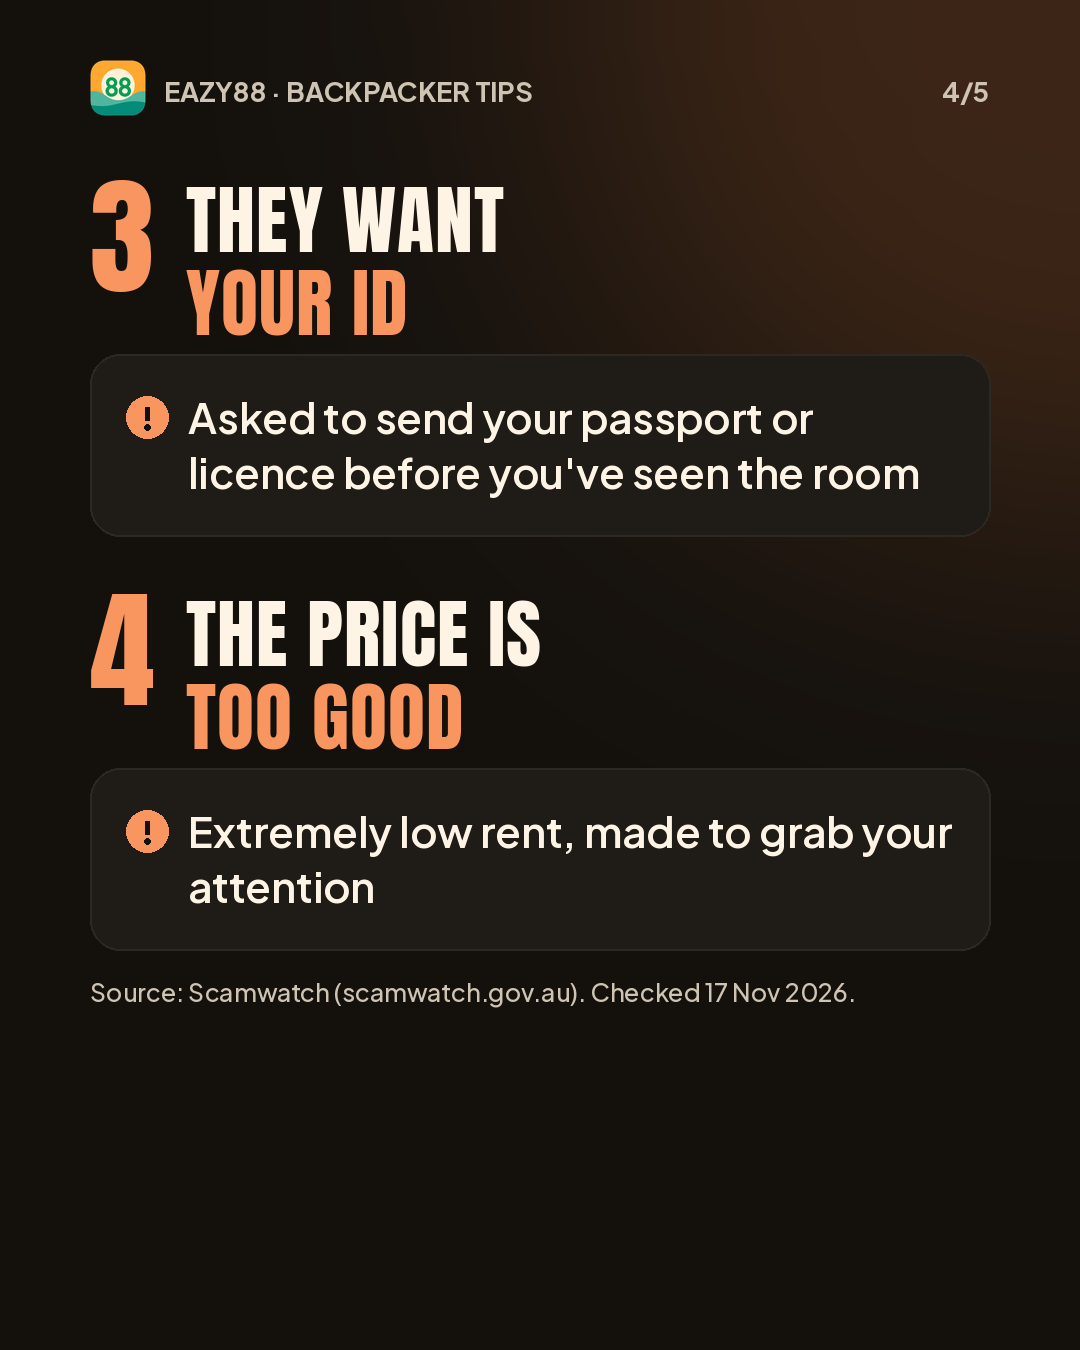 88
EAZY88 · BACKPACKER TIPS
4/5
3
THEY WANT
YOUR ID
Asked to send your passport or
licence before you've seen the room
4
THE PRICE IS
TOO GOOD
Extremely low rent, made to grab your
attention
Source: Scamwatch (scamwatch.gov.au). Checked 17 Nov 2026.